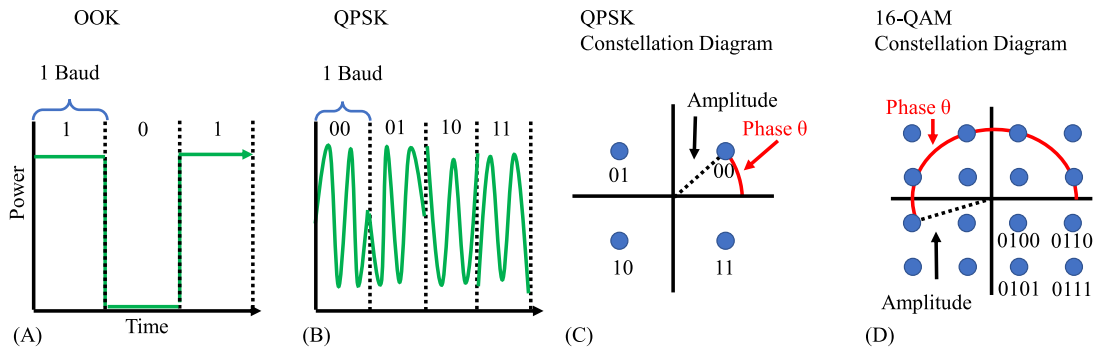 OOK
1 Baud
1 0 1
Power
Time
(A)
QPSK
1 Baud
00 01 10 11
(B)
QPSK
Constellation Diagram
Amplitude
Phase θ
01 00
10 11
(C)
16-QAM
Constellation Diagram
Phase θ
0100 0110
0101 0111
Amplitude
(D)